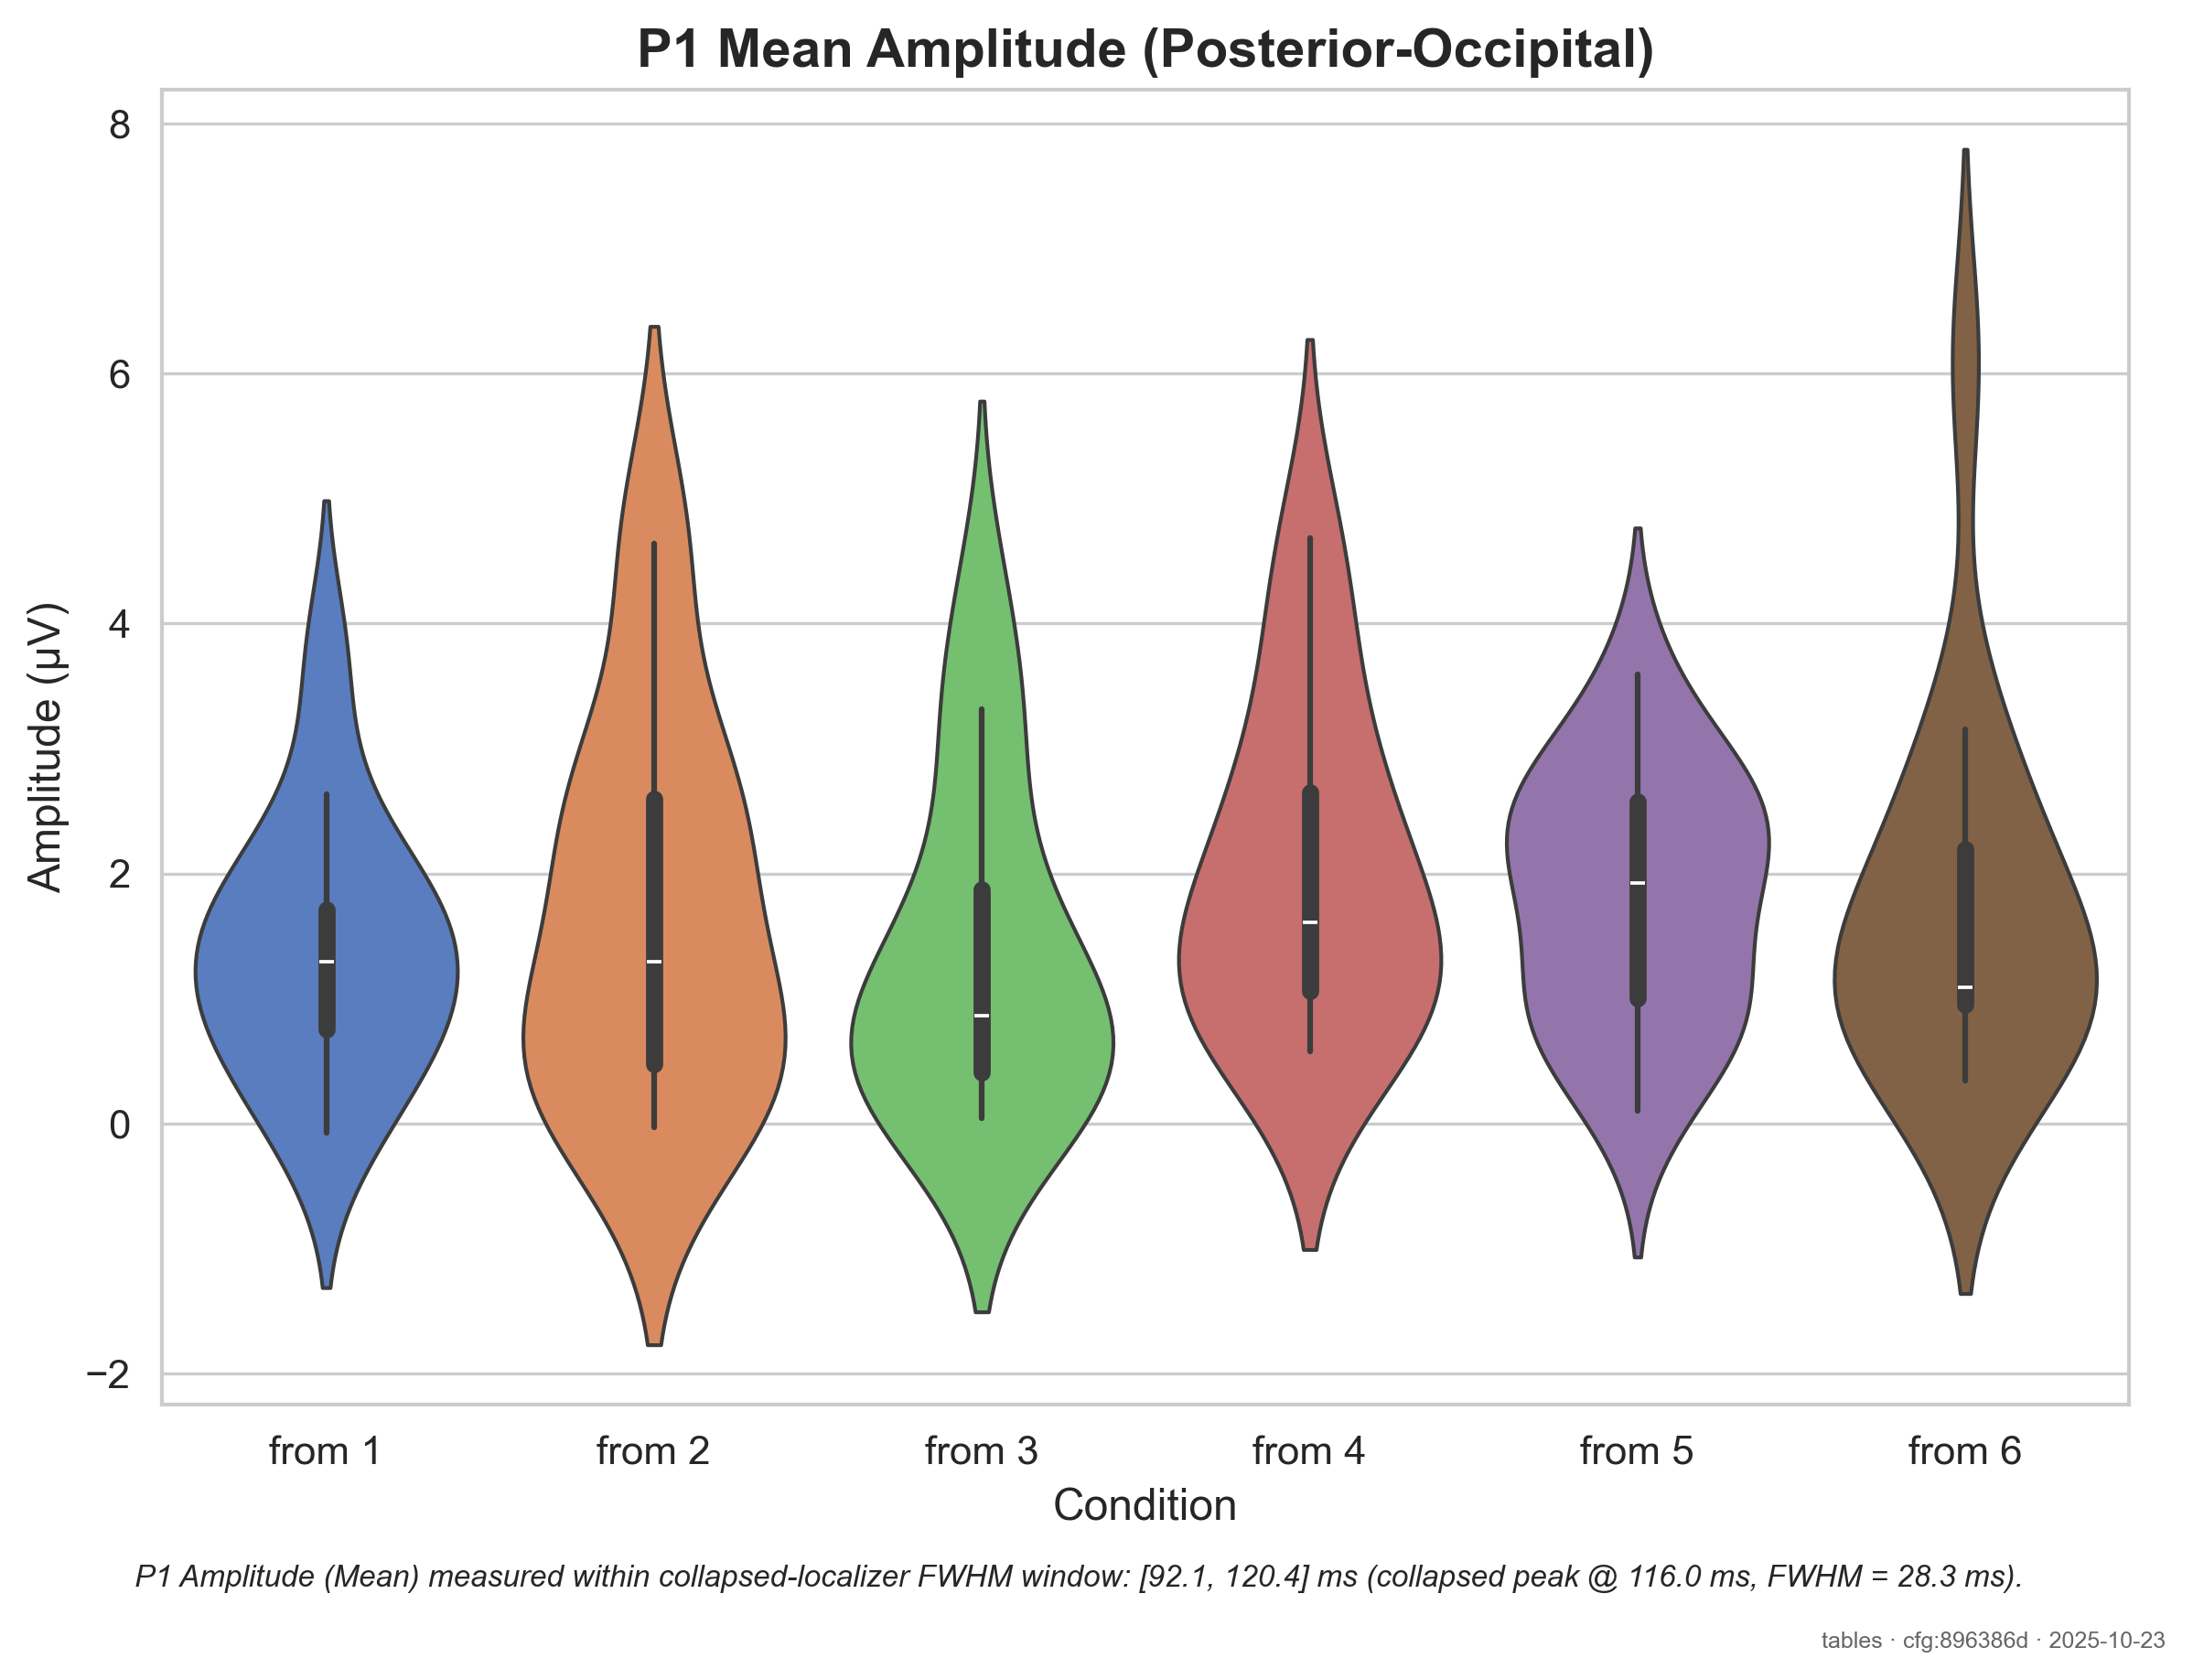 P1 Mean Amplitude (Posterior-Occipital)
Amplitude (µV)
8
6
4
2
0
−2
from 1
from 2
from 3
from 4
from 5
from 6
Condition
P1 Amplitude (Mean) measured within collapsed-localizer FWHM window: [92.1, 120.4] ms (collapsed peak @ 116.0 ms, FWHM = 28.3 ms).
tables · cfg:896386d · 2025-10-23